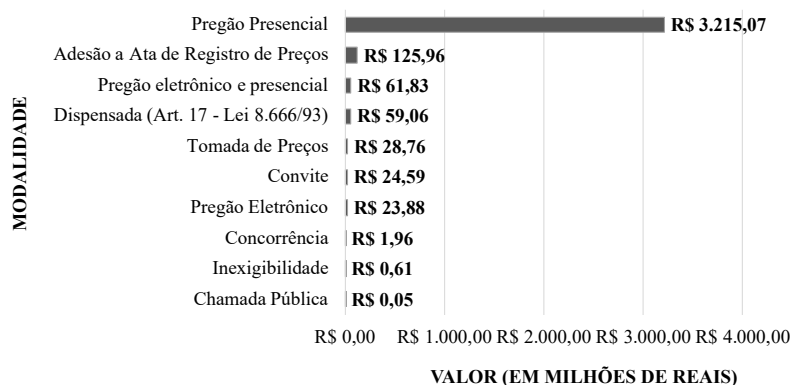 Pregão Presencial R$ 3.215,07
Adesão a Ata de Registro de Preços R$ 125,96
Pregão eletrônico e presencial R$ 61,83
Dispensada (Art. 17 - Lei 8.666/93) R$ 59,06
Tomada de Preços R$ 28,76
Convite R$ 24,59
Pregão Eletrônico R$ 23,88
Concorrência R$ 1,96
Inexigibilidade R$ 0,61
Chamada Pública R$ 0,05
MODALIDADE
R$ 0,00 R$ 1.000,00 R$ 2.000,00 R$ 3.000,00 R$ 4.000,00
VALOR (EM MILHÕES DE REAIS)